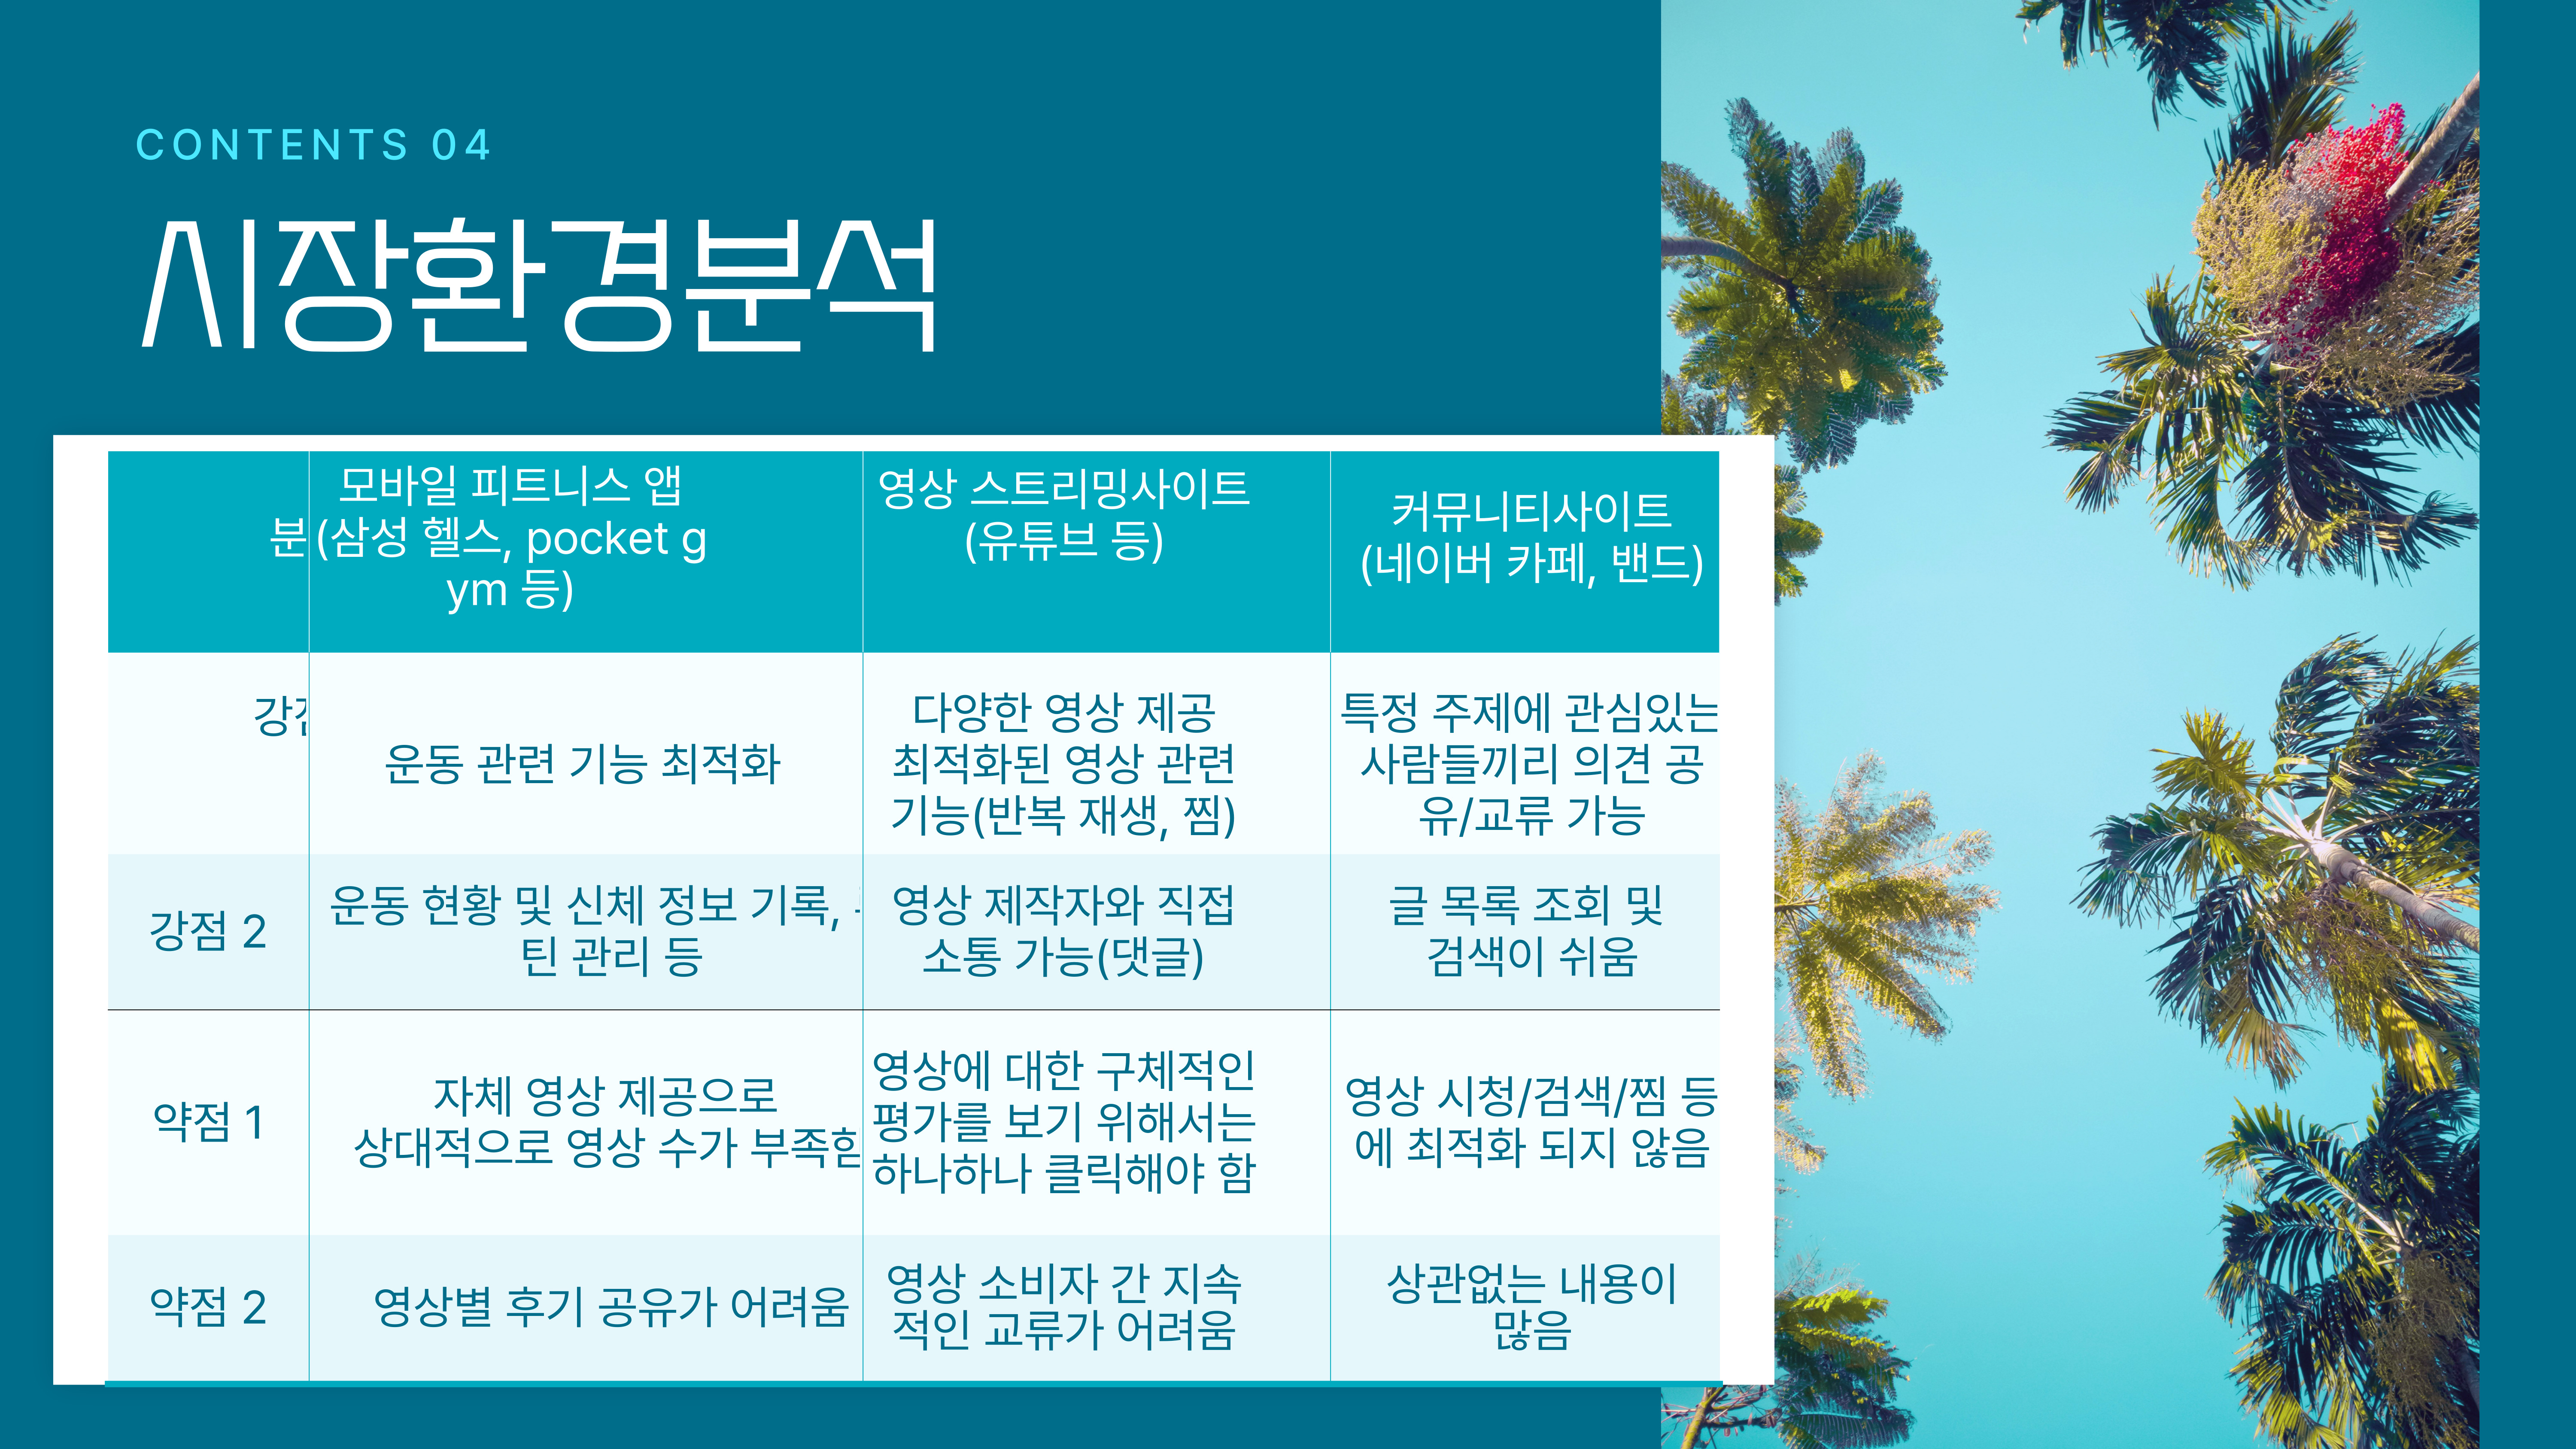 CONTENTS 04
시장환경분석
분
모바일 피트니스 앱
(삼성 헬스, pocket g
ym 등)
영상 스트리밍사이트
(유튜브 등)
커뮤니티사이트
(네이버 카페, 밴드)
운동 관련 기능 최적화
다양한 영상 제공
최적화된 영상 관련
기능(반복 재생, 찜)
특정 주제에 관심있는
사람들끼리 의견 공
유/교류 가능
강점 2
운동 현황 및 신체 정보 기록,
틴 관리 등
영상 제작자와 직접
소통 가능(댓글)
글 목록 조회 및
검색이 쉬움
약점 1
자체 영상 제공으로
상대적으로 영상 수가
영상에 대한 구체적인
평가를 보기 위해서는
하나하나 클릭해야 함
영상 시청/검색/찜 등
에 최적화 되지 않음
약점 2
영상별 후기 공유가 어려움
영상 소비자 간 지속
적인 교류가 어려움
상관없는 내용이
많음